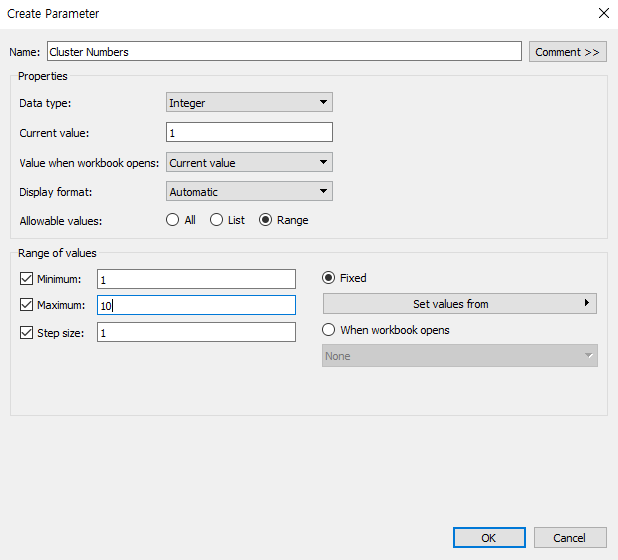 Create Parameter
Name: Cluster Numbers Comment >>
Properties
Data type: Integer
Current value: 1
Value when workbook opens: Current value
Display format: Automatic
Allowable values: All List Range
Range of values
Minimum: 1 Fixed
Maximum: 10 Set values from
Step size: 1 When workbook opens
None
OK Cancel